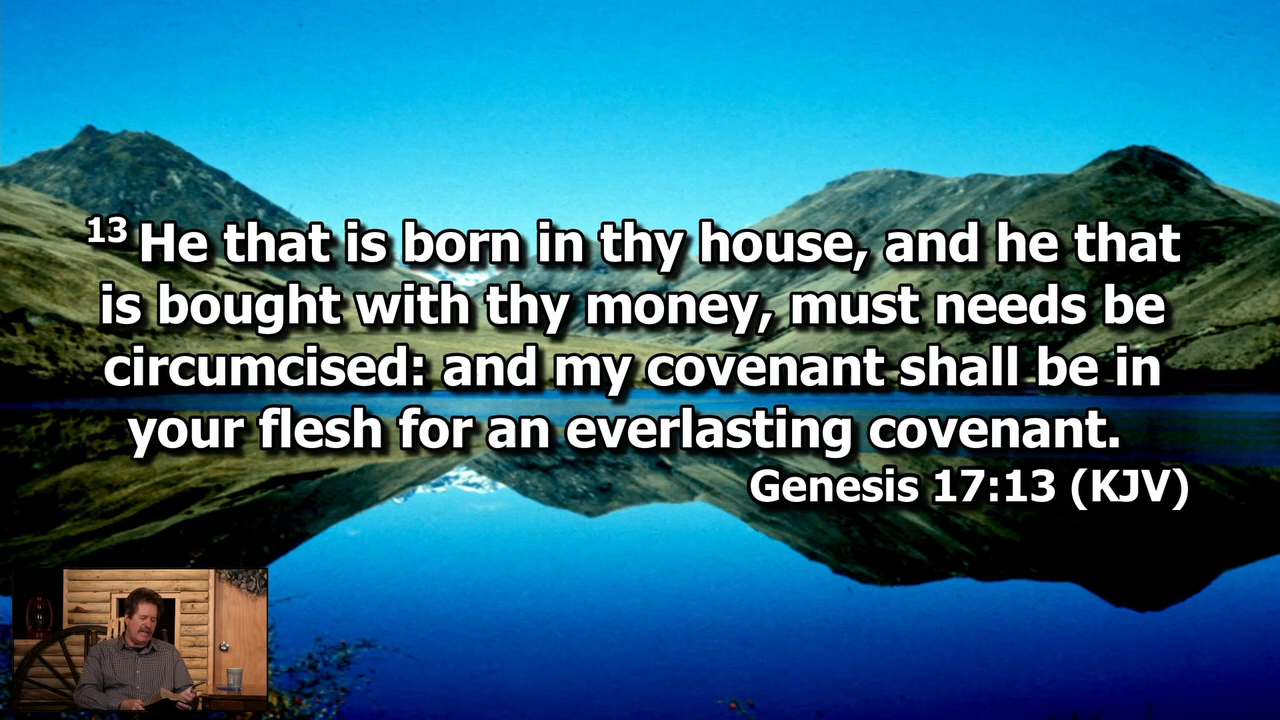 13 He that is born in thy house, and he that
is bought with thy money, must needs be
circumcised: and my covenant shall be in
your flesh for an everlasting covenant.
Genesis 17:13 (KJV)